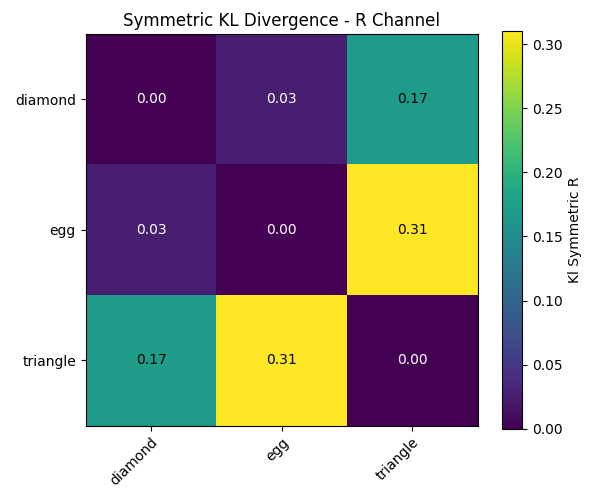 Symmetric KL Divergence - R Channel
diamond 0.00 0.03 0.17
egg 0.03 0.00 0.31
triangle 0.17 0.31 0.00
diamond egg triangle
0.30
0.25
0.20
0.15
0.10
0.05
0.00
Kl Symmetric R